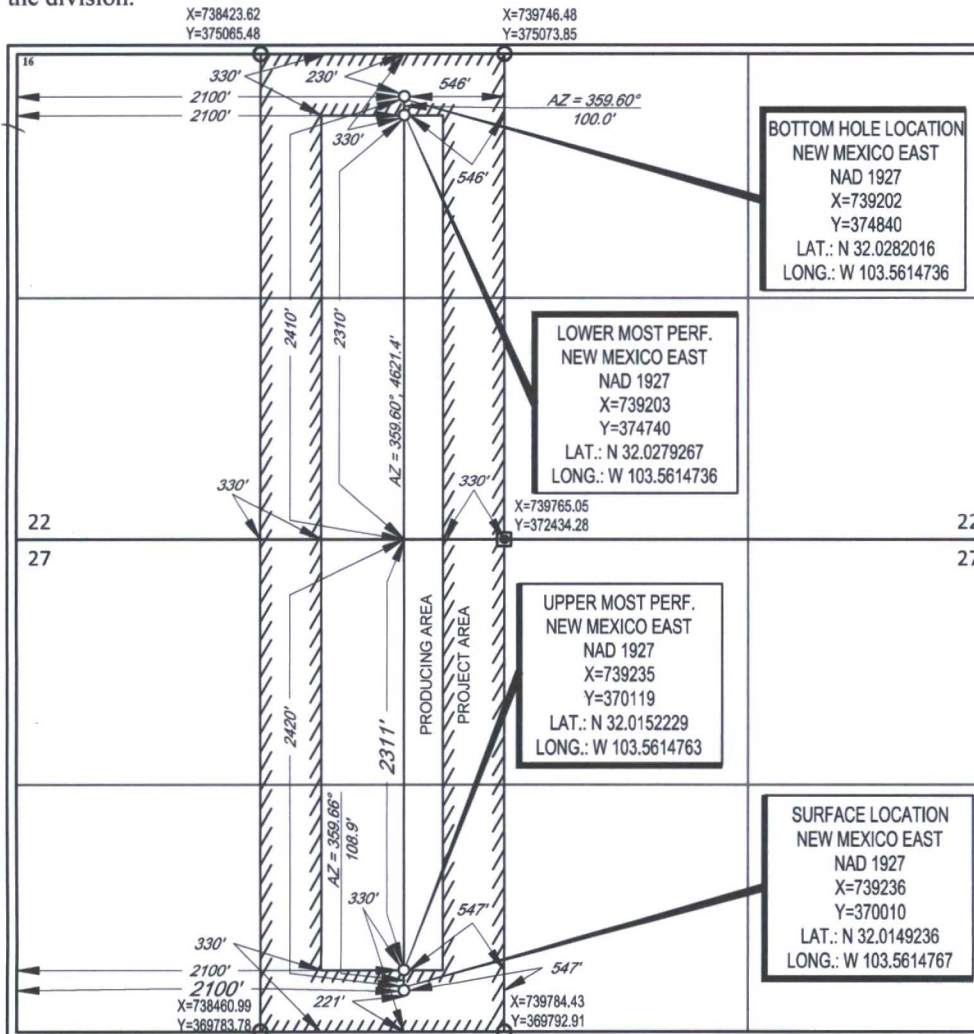 the division.
X=738423.62
Y=375065.48
X=739746.48
Y=375073.85
16
330'
230'
546'
2100'
AZ = 359.60°
100.0'
2100'
330'
546'
BOTTOM HOLE LOCATION
NEW MEXICO EAST
NAD 1927
X=739202
Y=374840
LAT.: N 32.0282016
LONG.: W 103.5614736
2410'
2310'
AZ = 359.60°, 4621.4'
LOWER MOST PERF.
NEW MEXICO EAST
NAD 1927
X=739203
Y=374740
LAT.: N 32.0279267
LONG.: W 103.5614736
330'
330'
X=739765.05
Y=372434.28
22
22
27
27
UPPER MOST PERF.
NEW MEXICO EAST
NAD 1927
X=739235
Y=370119
LAT.: N 32.0152229
LONG.: W 103.5614763
PRODUCING AREA
PROJECT AREA
2420'
2311'
AZ = 359.66°
108.9'
SURFACE LOCATION
NEW MEXICO EAST
NAD 1927
X=739236
Y=370010
LAT.: N 32.0149236
LONG.: W 103.5614767
330'
547'
330'
2100'
547'
2100'
221'
X=738460.99
Y=369783.78
X=739784.43
Y=369792.91